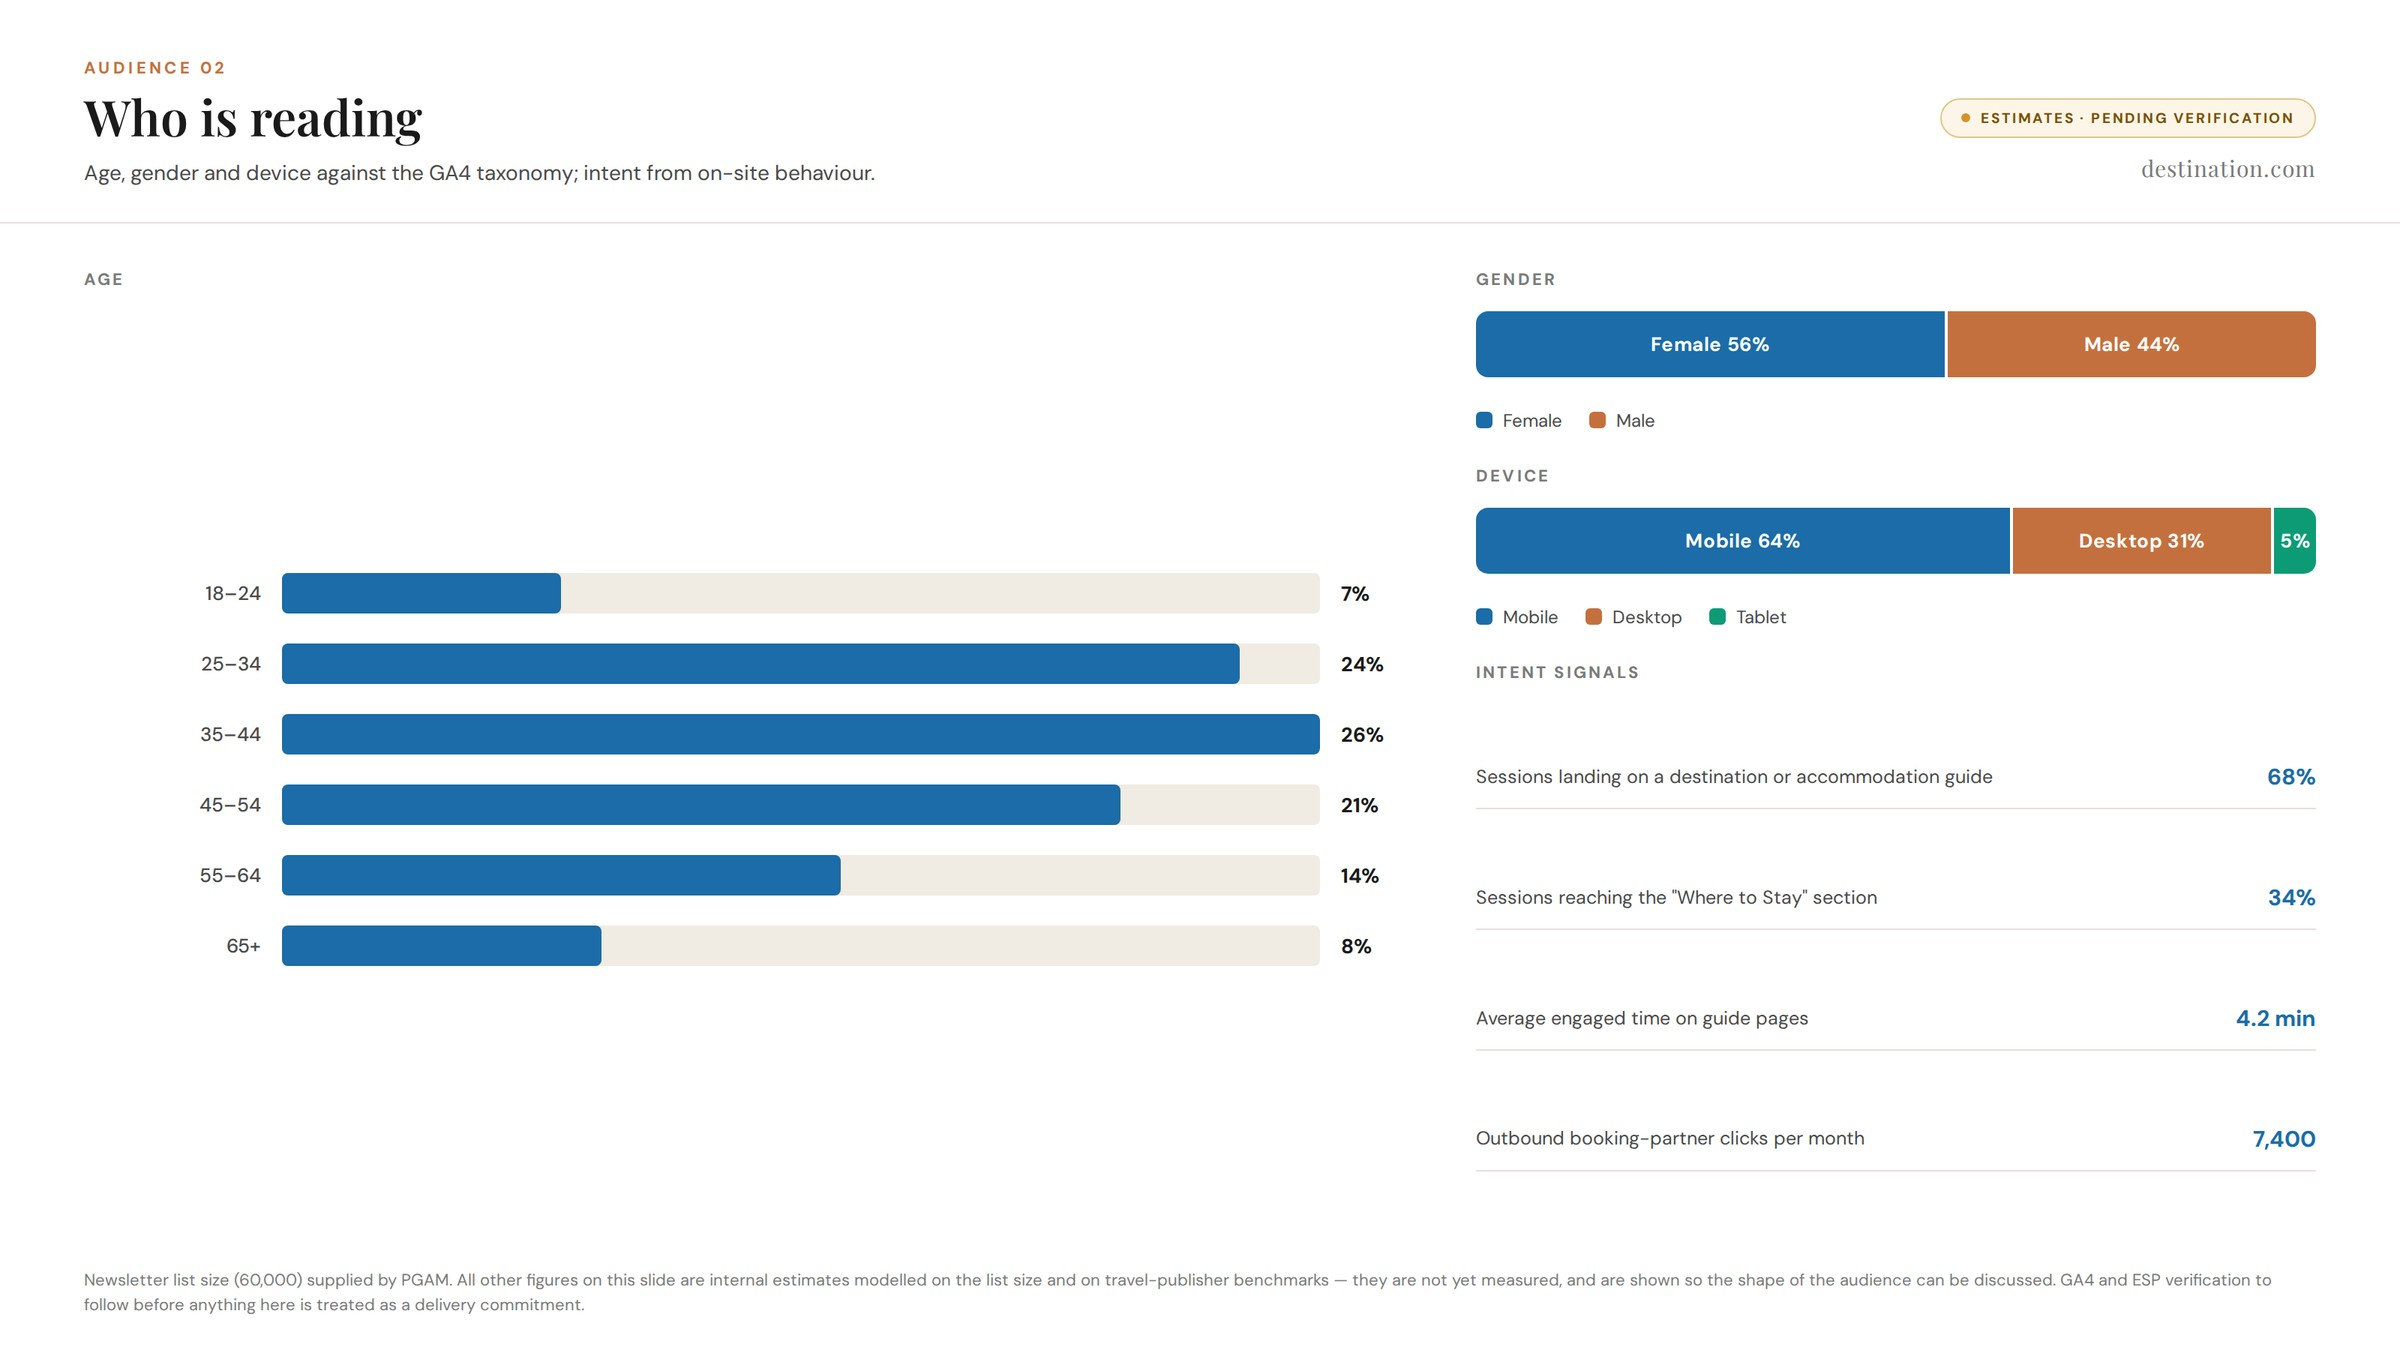 AUDIENCE 02
Who is reading
Age, gender and device against the GA4 taxonomy; intent from on-site behaviour.
ESTIMATES · PENDING VERIFICATION
destination.com
AGE
18–24 7%
25–34 24%
35–44 26%
45–54 21%
55–64 14%
65+ 8%
GENDER
Female 56% Male 44%
Female Male
DEVICE
Mobile 64% Desktop 31% 5%
Mobile Desktop Tablet
INTENT SIGNALS
Sessions landing on a destination or accommodation guide 68%
Sessions reaching the "Where to Stay" section 34%
Average engaged time on guide pages 4.2 min
Outbound booking-partner clicks per month 7,400
Newsletter list size (60,000) supplied by PGAM. All other figures on this slide are internal estimates modelled on the list size and on travel-publisher benchmarks — they are not yet measured, and are shown so the shape of the audience can be discussed. GA4 and ESP verification to
follow before anything here is treated as a delivery commitment.